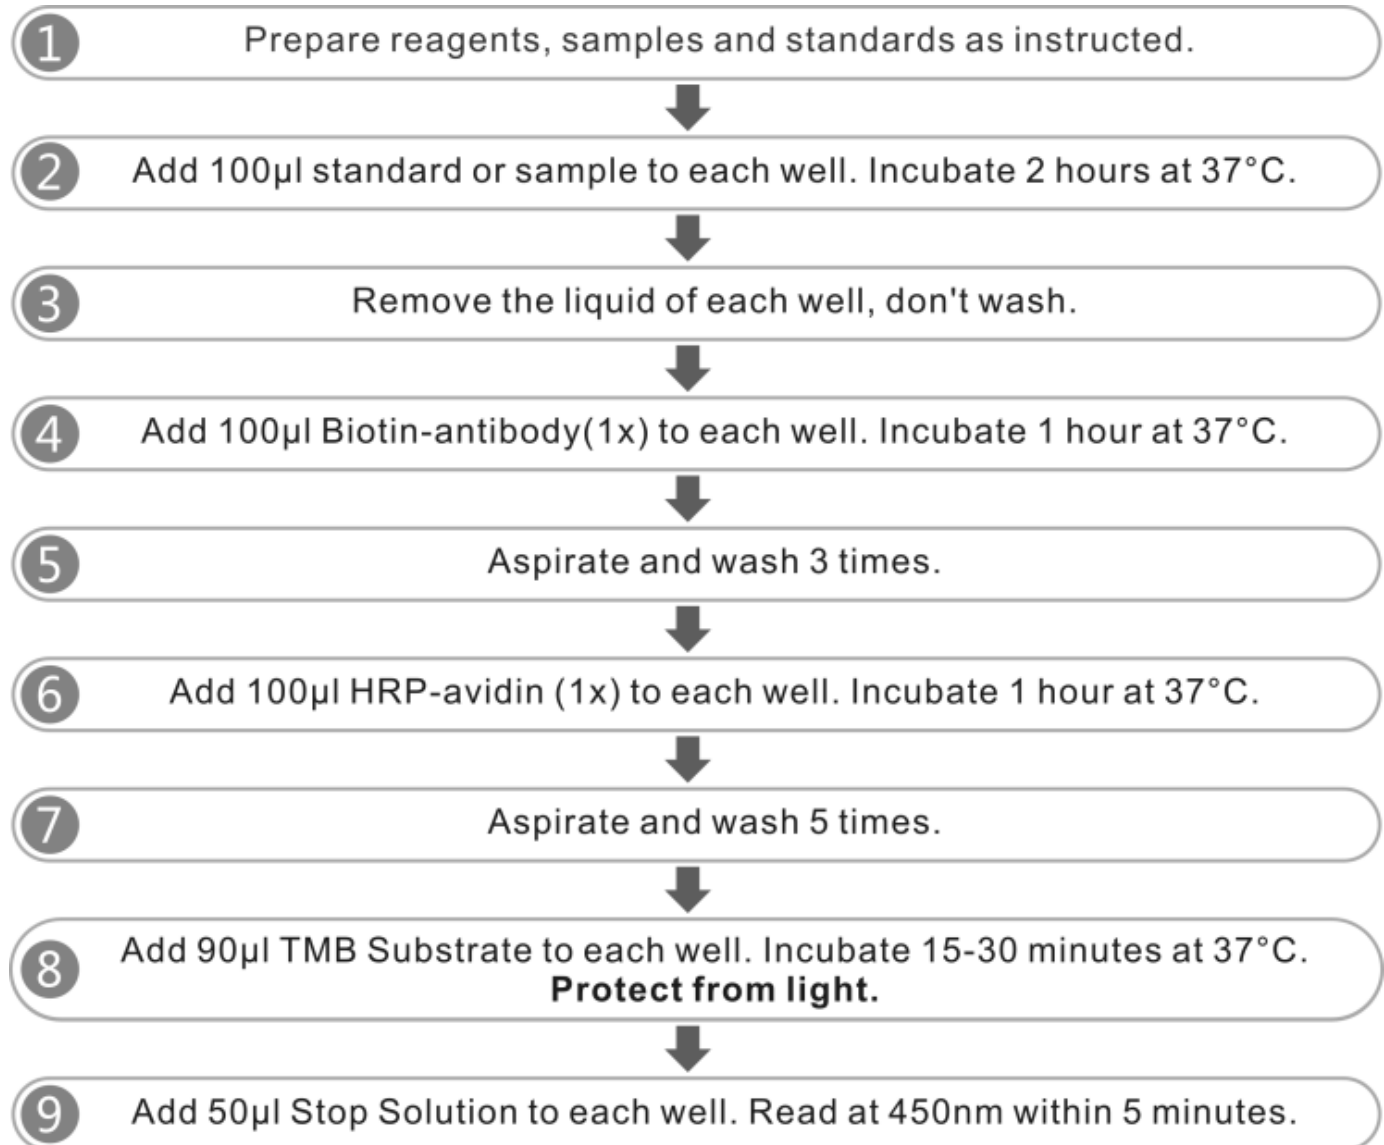 1
Prepare reagents, samples and standards as instructed.
2
Add 100µl standard or sample to each well. Incubate 2 hours at 37°C.
3
Remove the liquid of each well, don't wash.
4
Add 100µl Biotin-antibody(1x) to each well. Incubate 1 hour at 37°C.
5
Aspirate and wash 3 times.
6
Add 100µl HRP-avidin (1x) to each well. Incubate 1 hour at 37°C.
7
Aspirate and wash 5 times.
8
Add 90µl TMB Substrate to each well. Incubate 15-30 minutes at 37°C.
Protect from light.
9
Add 50µl Stop Solution to each well. Read at 450nm within 5 minutes.